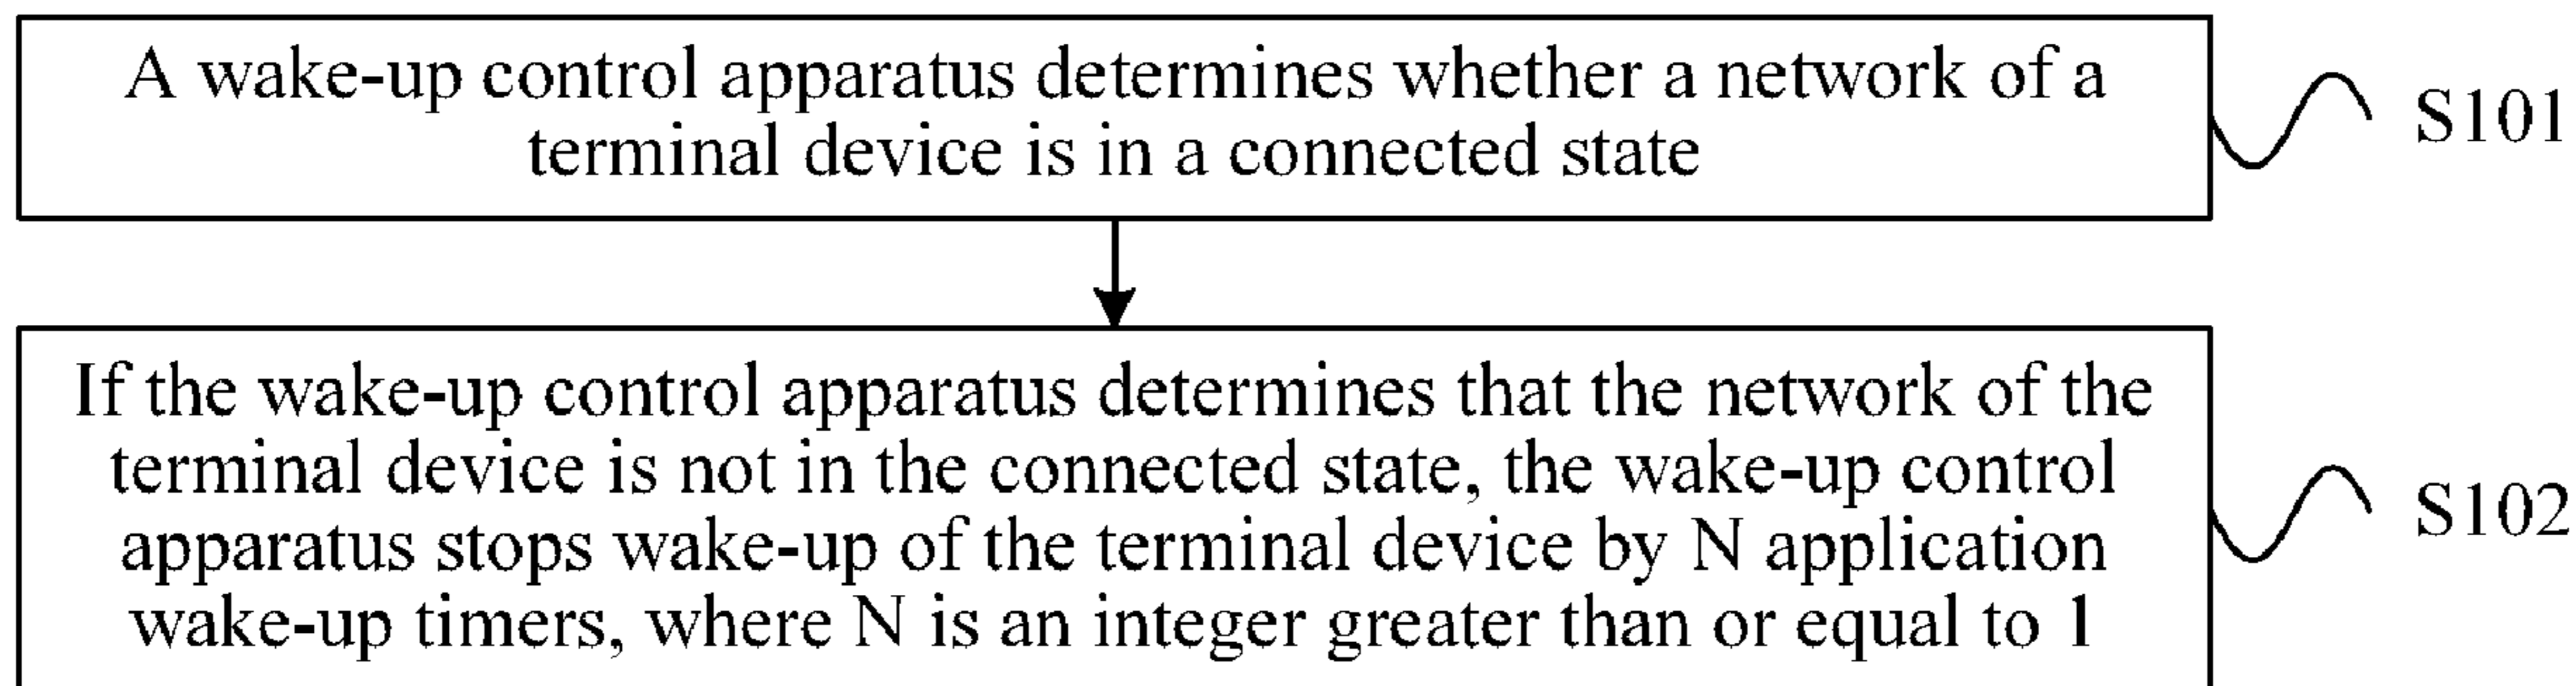 A wake-up control apparatus determines whether a network of a
terminal device is in a connected state
S101
If the wake-up control apparatus determines that the network of the
terminal device is not in the connected state, the wake-up control
apparatus stops wake-up of the terminal device by N application
wake-up timers, where N is an integer greater than or equal to 1
S102